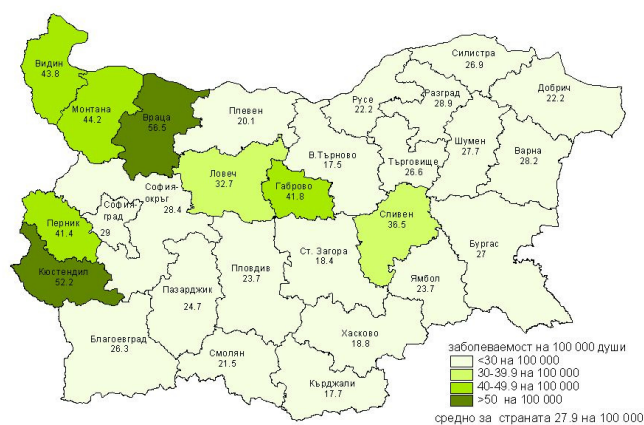 Видин
43.8
Монтана
44.2
Враца
56.5
Плевен
20.1
Русе
22.2
Силистра
26.9
Разград
28.9
Добрич
22.2
Шумен
27.7
Варна
28.2
В.Търново
17.5
Търговище
26.6
Ловеч
32.7
Габрово
41.8
София-
окръг
28.4
София-
град
29
Перник
41.4
Кюстендил
52.2
Сливен
36.5
Бургас
27
Ст. Загора
18.4
Ямбол
23.7
Пловдив
23.7
Пазарджик
24.7
Благоевград
26.3
Смолян
21.5
Хасково
18.8
Кърджали
17.7
заболеваемост на 100 000 души
<30 на 100 000
30-39.9 на 100 000
40-49.9 на 100 000
>50 на 100 000
средно за страната 27.9 на 100 000